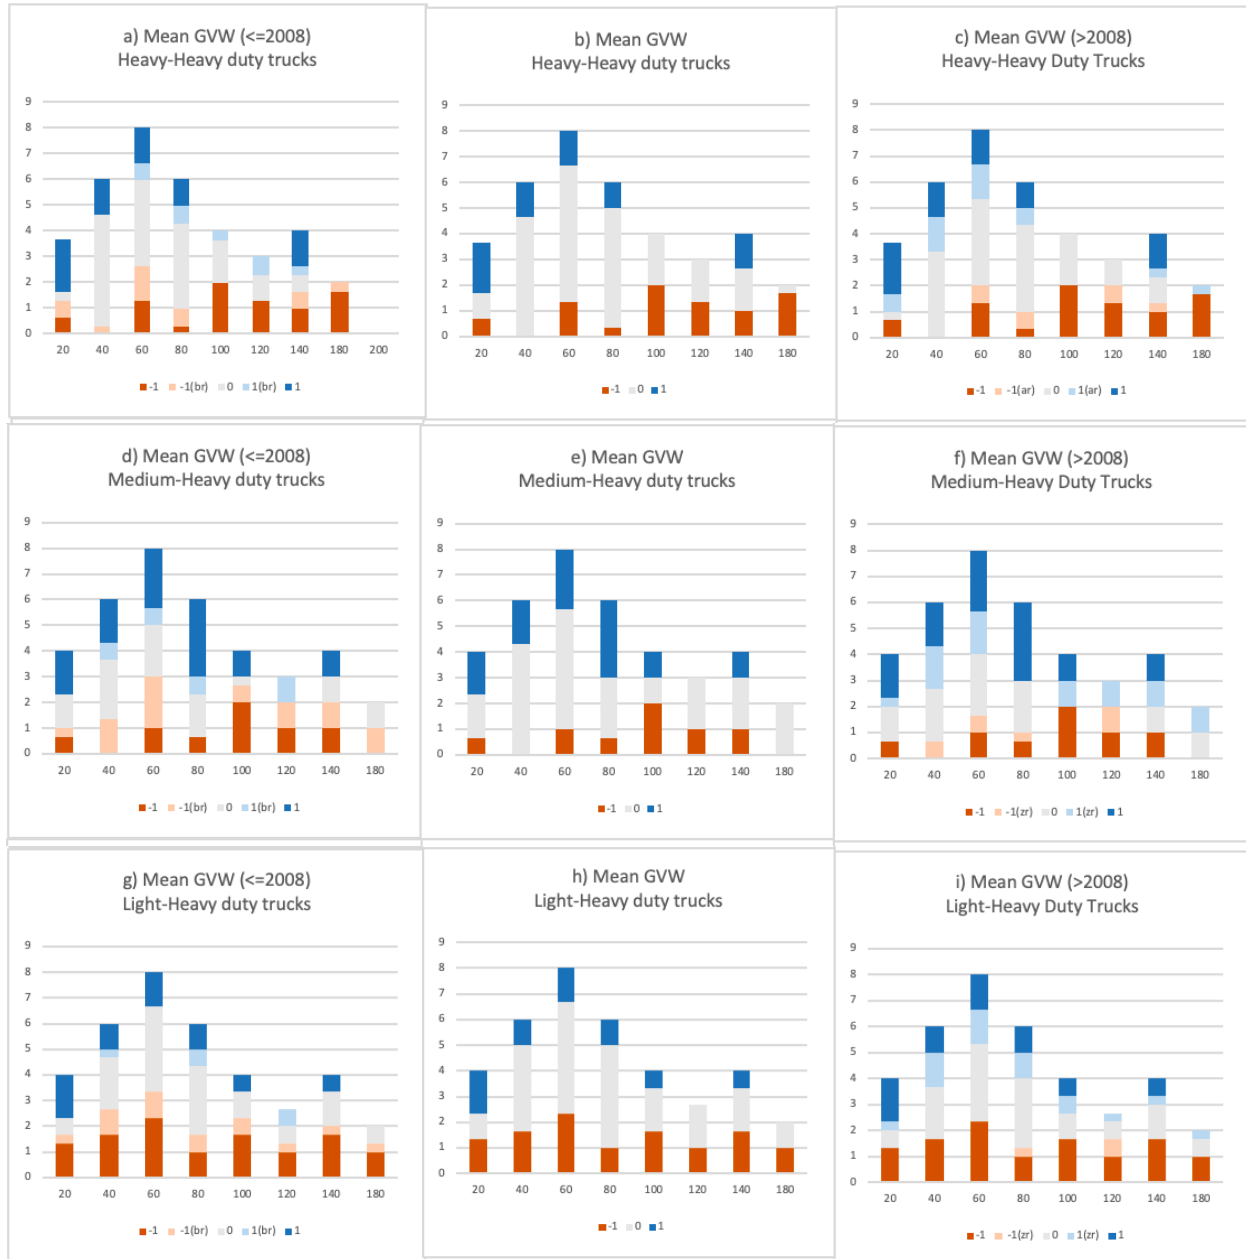 a) Mean GVW (<=2008)
Heavy-Heavy duty trucks
9
8
7
6
5
4
3
2
1
0
20 40 60 80 100 120 140 180 200
-1 -1(br) 0 1(br) 1
b) Mean GVW
Heavy-Heavy duty trucks
9
8
7
6
5
4
3
2
1
0
20 40 60 80 100 120 140 180
-1 0 1
c) Mean GVW (>2008)
Heavy-Heavy Duty Trucks
9
8
7
6
5
4
3
2
1
0
20 40 60 80 100 120 140 180
-1 -1(ar) 0 1(ar) 1
d) Mean GVW (<=2008)
Medium-Heavy duty trucks
9
8
7
6
5
4
3
2
1
0
20 40 60 80 100 120 140 180
-1 -1(br) 0 1(br) 1
e) Mean GVW
Medium-Heavy duty trucks
9
8
7
6
5
4
3
2
1
0
20 40 60 80 100 120 140 180
-1 0 1
f) Mean GVW (>2008)
Medium-Heavy Duty Trucks
9
8
7
6
5
4
3
2
1
0
20 40 60 80 100 120 140 180
-1 -1(zr) 0 1(zr) 1
g) Mean GVW (<=2008)
Light-Heavy duty trucks
9
8
7
6
5
4
3
2
1
0
20 40 60 80 100 120 140 180
-1 -1(br) 0 1(br) 1
h) Mean GVW
Light-Heavy duty trucks
9
8
7
6
5
4
3
2
1
0
20 40 60 80 100 120 140 180
-1 0 1
i) Mean GVW (>2008)
Light-Heavy Duty Trucks
9
8
7
6
5
4
3
2
1
0
20 40 60 80 100 120 140 180
-1 -1(zr) 0 1(zr) 1